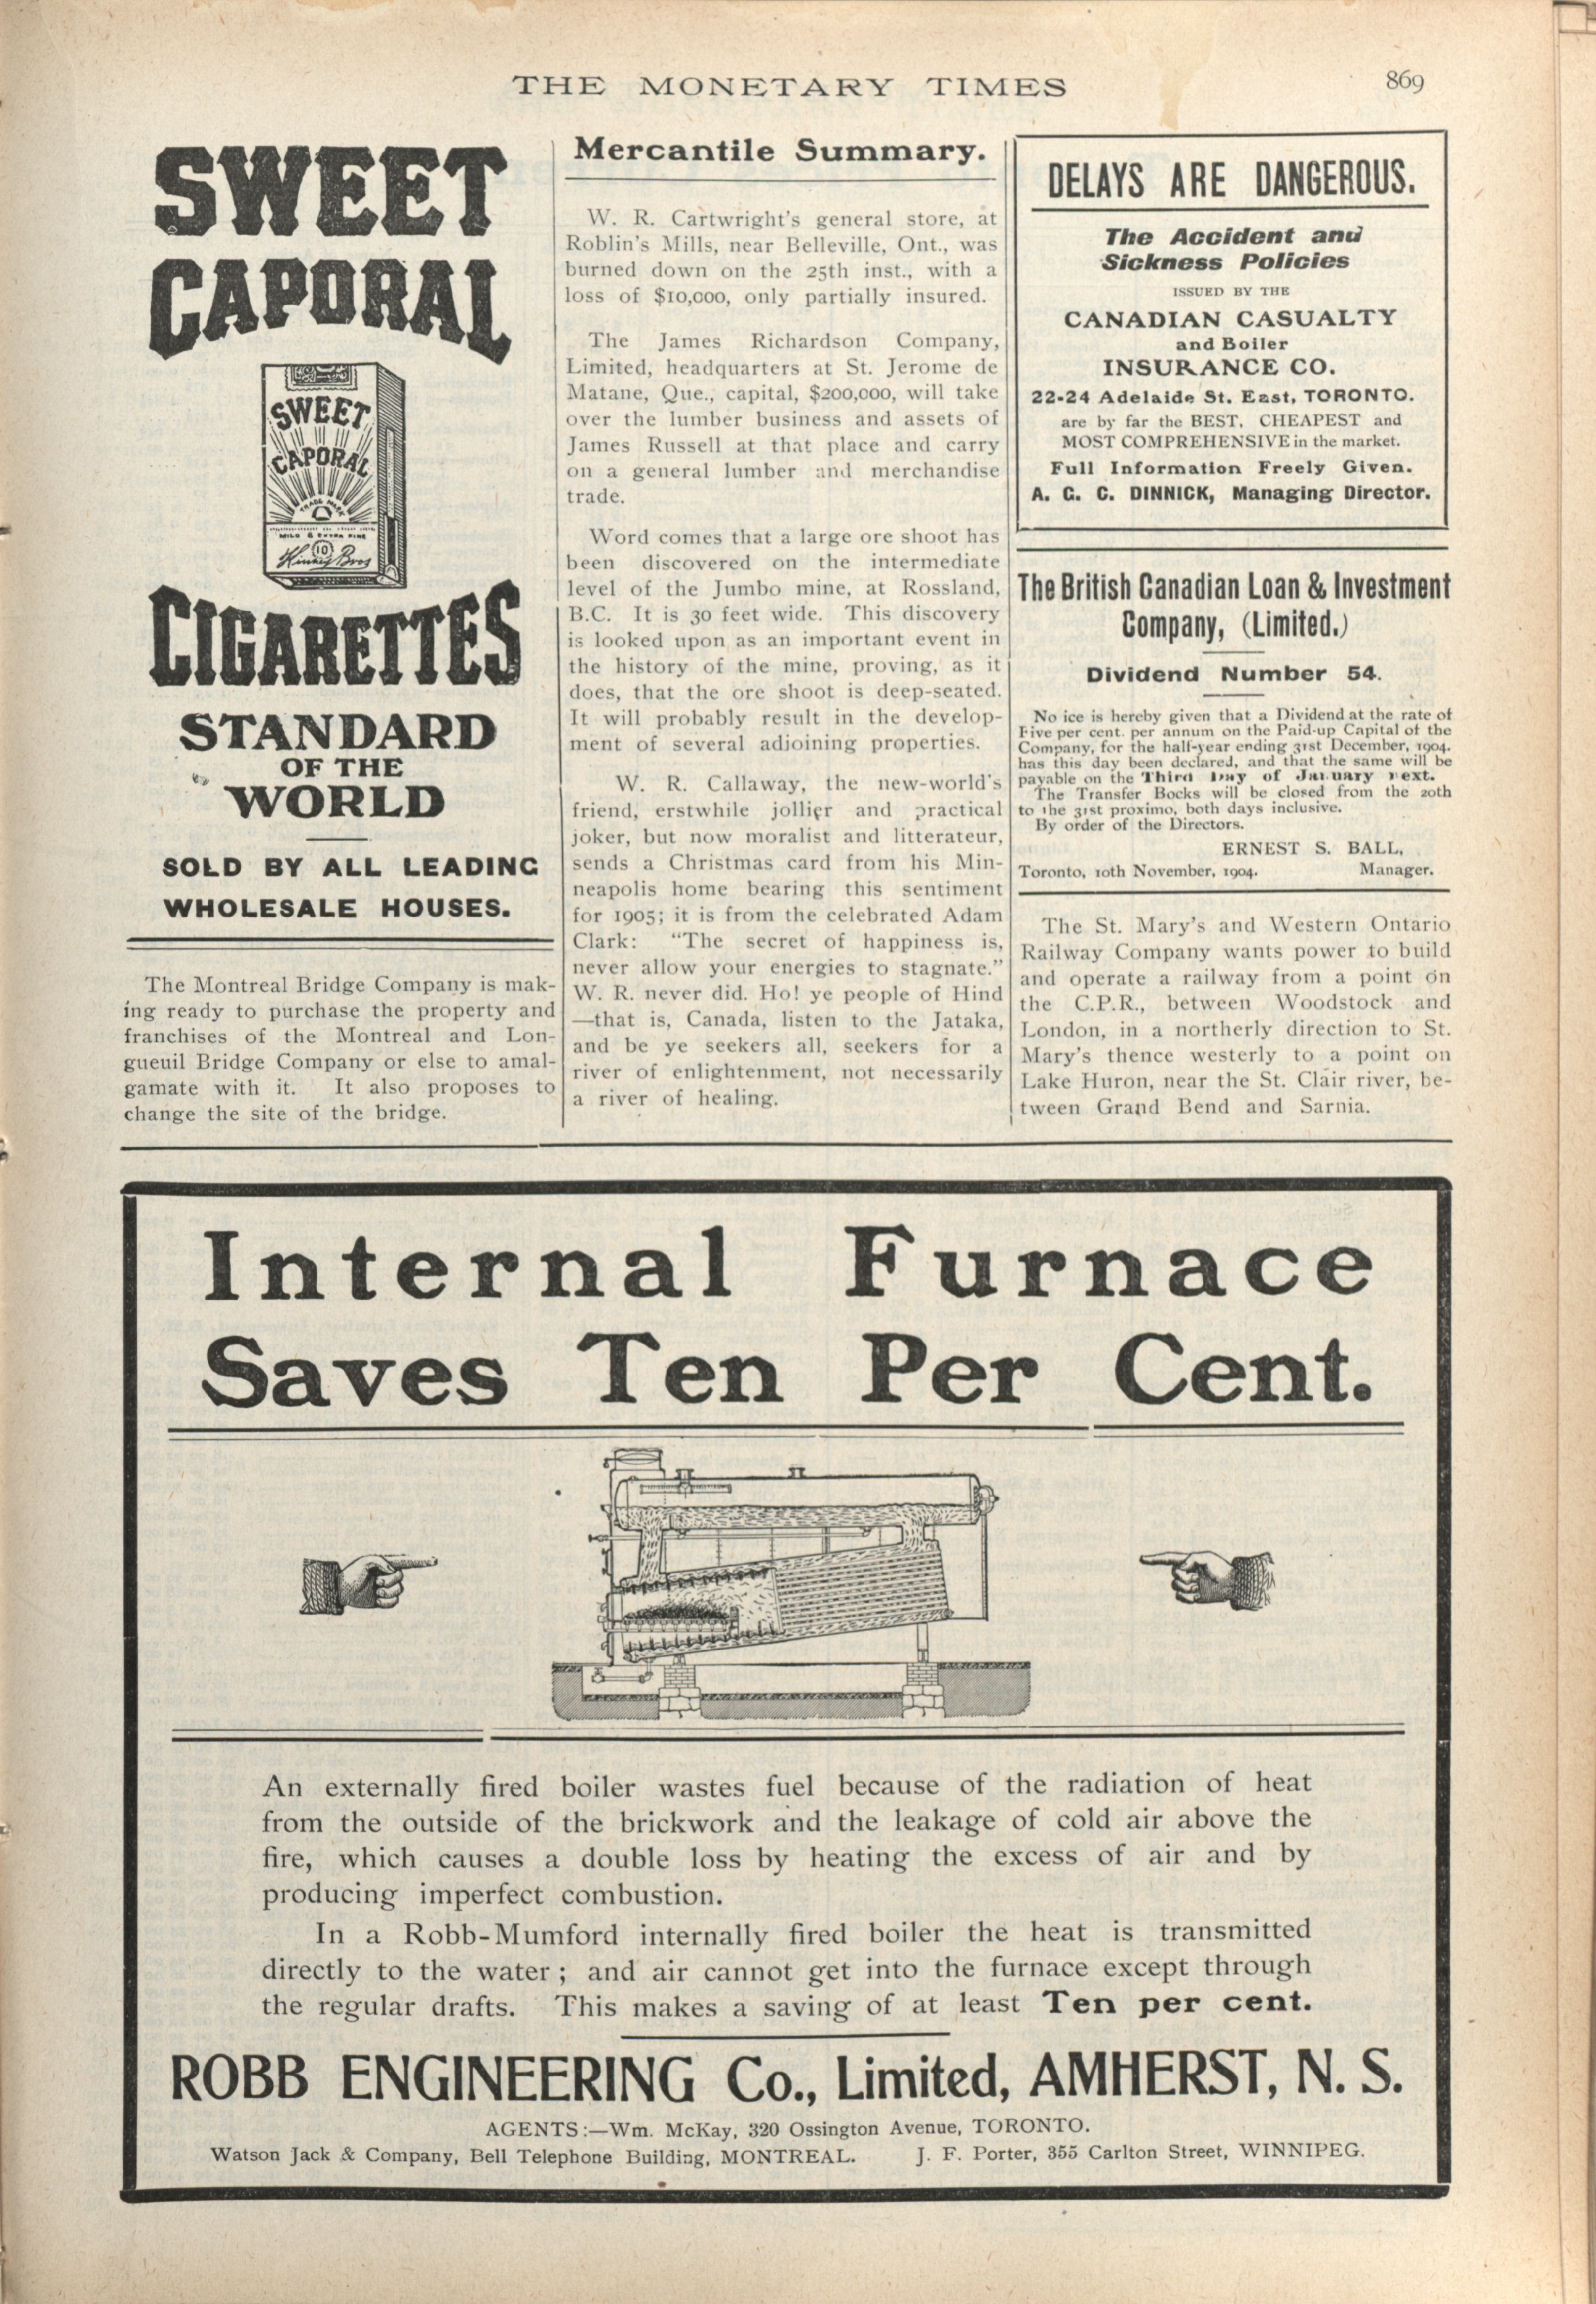 THE MONETARY TIMES
869
SWEET
CAPORAL
SWEET
CAPORAL
TRADE MARK
MILD & EXTRA FINE
10
Kinney Bros
CIGARETTES
STANDARD
OF THE
WORLD
SOLD BY ALL LEADING
WHOLESALE HOUSES.
The Montreal Bridge Company is mak-
ing ready to purchase the property and
franchises of the Montreal and Lon-
gueuil Bridge Company or else to amal-
gamate with it. It also proposes to
change the site of the bridge.
Mercantile Summary.
W. R. Cartwright's general store, at
Roblin's Mills, near Belleville, Ont., was
burned down on the 25th inst., with a
loss of $10,000, only partially insured.
The James Richardson Company,
Limited, headquarters at St. Jerome de
Matane, Que., capital, $200,000, will take
over the lumber business and assets of
James Russell at that place and carry
on a general lumber and merchandise
trade.
Word comes that a large ore shoot has
been discovered on the intermediate
level of the Jumbo mine, at Rossland,
B.C. It is 30 feet wide. This discovery
is looked upon as an important event in
the history of the mine, proving, as it
does, that the ore shoot is deep-seated.
It will probably result in the develop-
ment of several adjoining properties.
W. R. Callaway, the new-world's
friend, erstwhile jollier and practical
joker, but now moralist and litterateur,
sends a Christmas card from his Min-
neapolis home bearing this sentiment
for 1905; it is from the celebrated Adam
Clark: "The secret of happiness is,
never allow your energies to stagnate."
W. R. never did. Ho! ye people of Hind
—that is, Canada, listen to the Jataka,
and be ye seekers all, seekers for a
river of enlightenment, not necessarily
a river of healing.
DELAYS ARE DANGEROUS.
The Accident and
Sickness Policies
ISSUED BY THE
CANADIAN CASUALTY
and Boiler
INSURANCE CO.
22-24 Adelaide St. East, TORONTO.
are by far the BEST, CHEAPEST and
MOST COMPREHENSIVE in the market.
Full Information Freely Given.
A. G. C. DINNICK, Managing Director.
The British Canadian Loan & Investment
Company, (Limited.)
Dividend Number 54.
No ice is hereby given that a Dividend at the rate of
Five per cent. per annum on the Paid-up Capital of the
Company, for the half-year ending 31st December, 1904.
has this day been declared, and that the same will be
payable on the Third Day of January next.
The Transfer Bocks will be closed from the 20th
to the 31st proximo, both days inclusive.
By order of the Directors.
ERNEST S. BALL,
Toronto, 10th November, 1904. Manager.
The St. Mary's and Western Ontario
Railway Company wants power to build
and operate a railway from a point on
the C.P.R., between Woodstock and
London, in a northerly direction to St.
Mary's thence westerly to a point on
Lake Huron, near the St. Clair river, be-
tween Grand Bend and Sarnia.
Internal Furnace
Saves Ten Per Cent.
An externally fired boiler wastes fuel because of the radiation of heat
from the outside of the brickwork and the leakage of cold air above the
fire, which causes a double loss by heating the excess of air and by
producing imperfect combustion.
In a Robb-Mumford internally fired boiler the heat is transmitted
directly to the water; and air cannot get into the furnace except through
the regular drafts. This makes a saving of at least Ten per cent.
ROBB ENGINEERING Co., Limited, AMHERST, N. S.
AGENTS:—Wm. McKay, 320 Ossington Avenue, TORONTO.
Watson Jack & Company, Bell Telephone Building, MONTREAL. J. F. Porter, 355 Carlton Street, WINNIPEG.